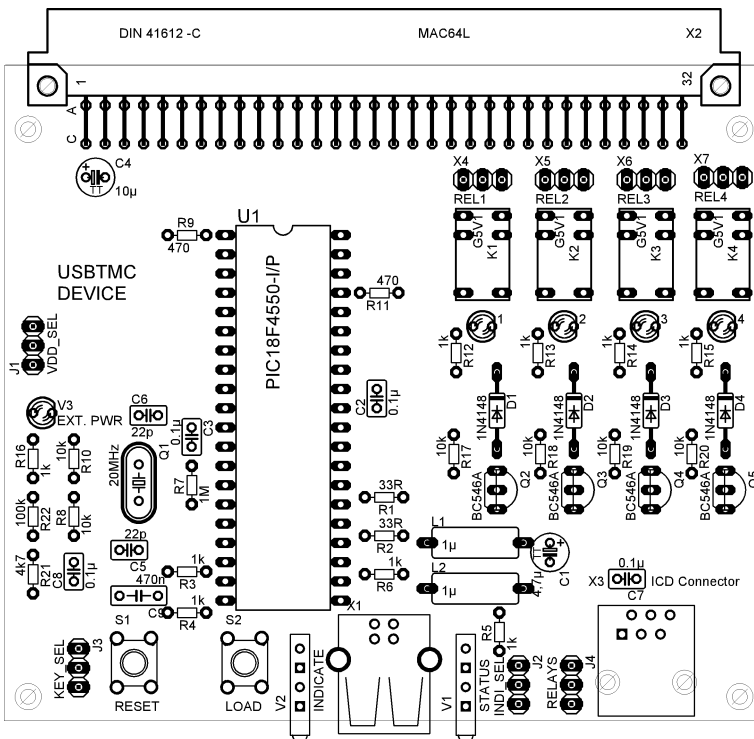 DIN 41612 -C MAC64L X2
1 32
A
C
C4
10µ
X4 X5 X6 X7
REL1 REL2 REL3 REL4
R9
470
U1
PIC18F4550-I/P
G5V1 G5V1 G5V1 G5V1
K1 K2 K3 K4
USBTMC
DEVICE
470
R11
J1
VDD_SEL
1 2 3 4
1k 1k 1k 1k
R12 R13 R14 R15
V3
EXT. PWR
C6
22p
C3
0.1µ
C2
0.1µ
1N4148 1N4148 1N4148 1N4148
D1 D2 D3 D4
R16
1k
10k
R10
20MHz
Q1
R7
1M
10k 10k 10k 10k
R17 R18 R19 R20
BC546A BC546A BC546A BC546A
Q2 Q3 Q4 Q5
100k
R22
R8
10k
33R
R1
33R
R2
L1
1µ
22p
C5
4k7
R21
C8
0.1µ
470n
C9
1k
R3
1k
R4
1k
R6
L2
1µ
4,7µ
C1
TT
TT
0.1µ
X3 ICD Connector
C7
S1 S2 X1
R5
1k
KEY_SEL
J3
RESET LOAD
V2
INDICATE
V1
STATUS
INDI_SEL
J2
RELAYS
J4